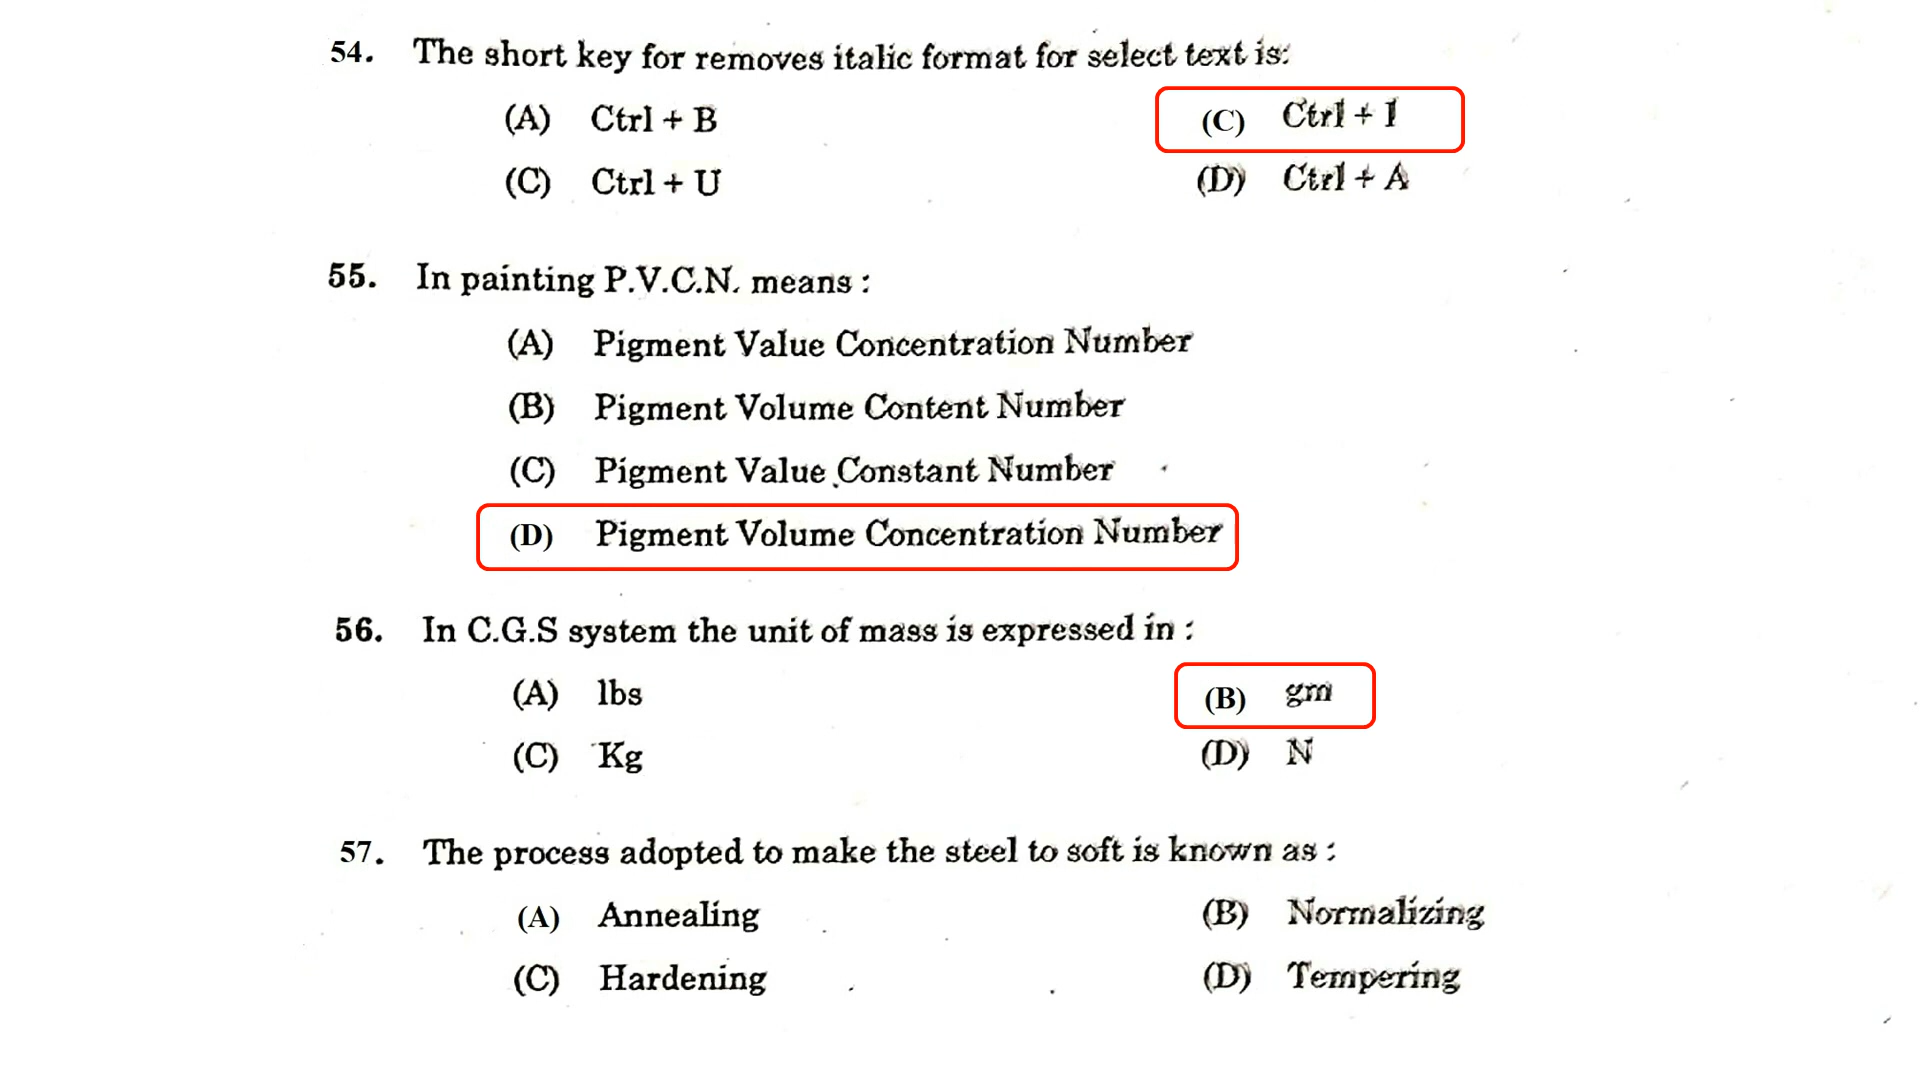 54. The short key for removes italic format for select text is:
(A) Ctrl + B (C) Ctrl + I
(C) Ctrl + U (D) Ctrl + A
55. In painting P.V.C.N. means :
(A) Pigment Value Concentration Number
(B) Pigment Volume Content Number
(C) Pigment Value Constant Number
(D) Pigment Volume Concentration Number
56. In C.G.S system the unit of mass is expressed in :
(A) lbs (B) gm
(C) Kg (D) N
57. The process adopted to make the steel to soft is known as :
(A) Annealing (B) Normalizing
(C) Hardening (D) Tempering